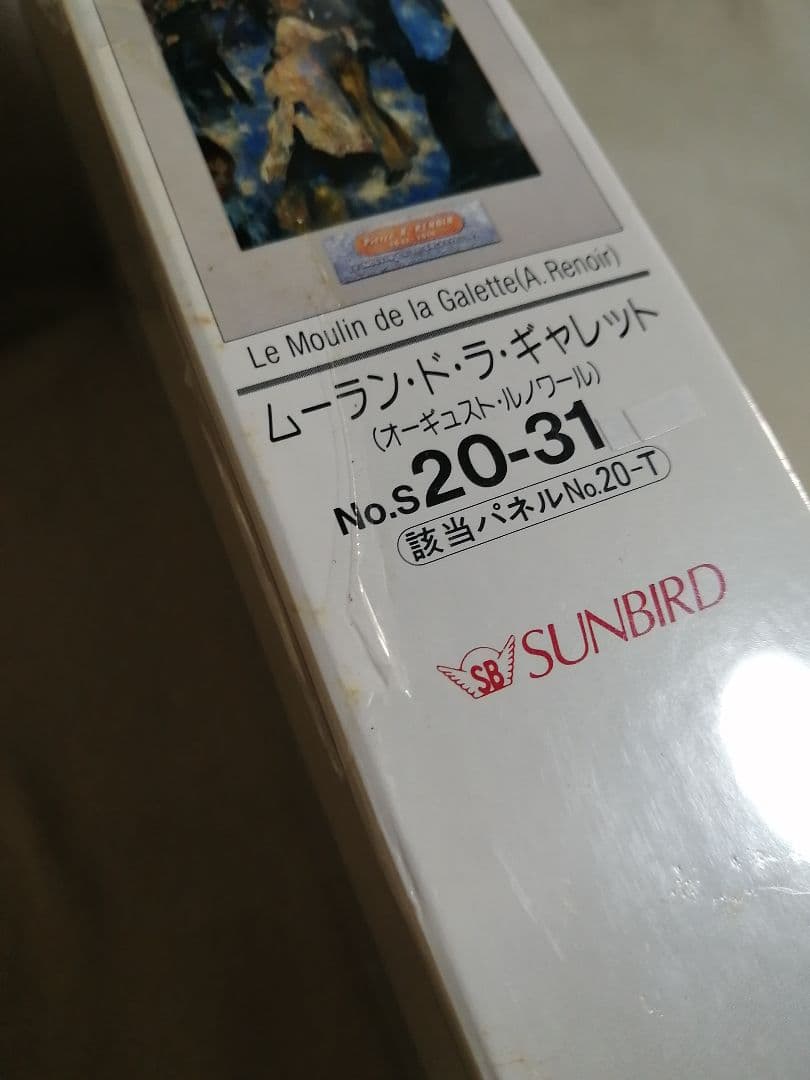 Le Moulin de la Galette(A. Renoir)
ムーラン・ド・ラ・ギャレット
(オーギュスト・ルノワール)
No.S20-31
該当パネルNo.20-T
SB SUNBIRD